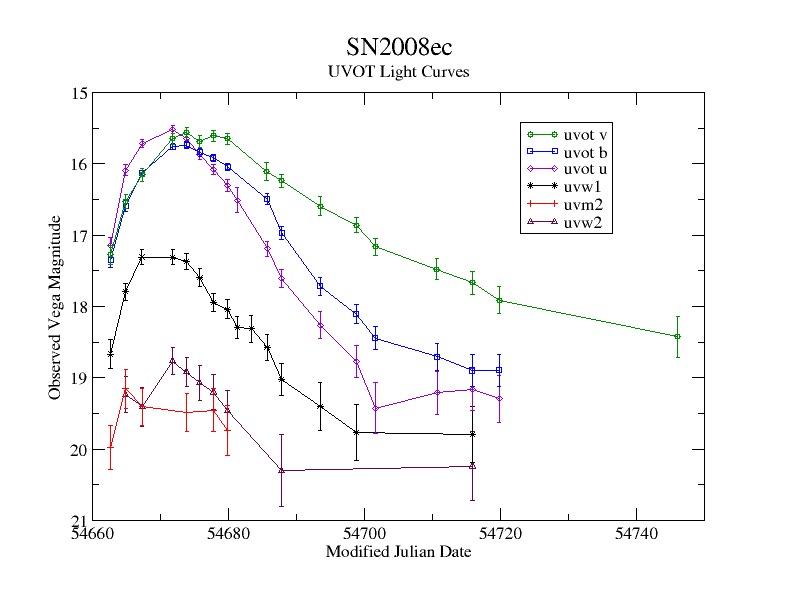 SN2008ec
UVOT Light Curves
15
16
17
18
19
20
21
Observed Vega Magnitude
uvot v
uvot b
uvot u
uvw1
uvm2
uvw2
54660
54680
54700
54720
54740
Modified Julian Date